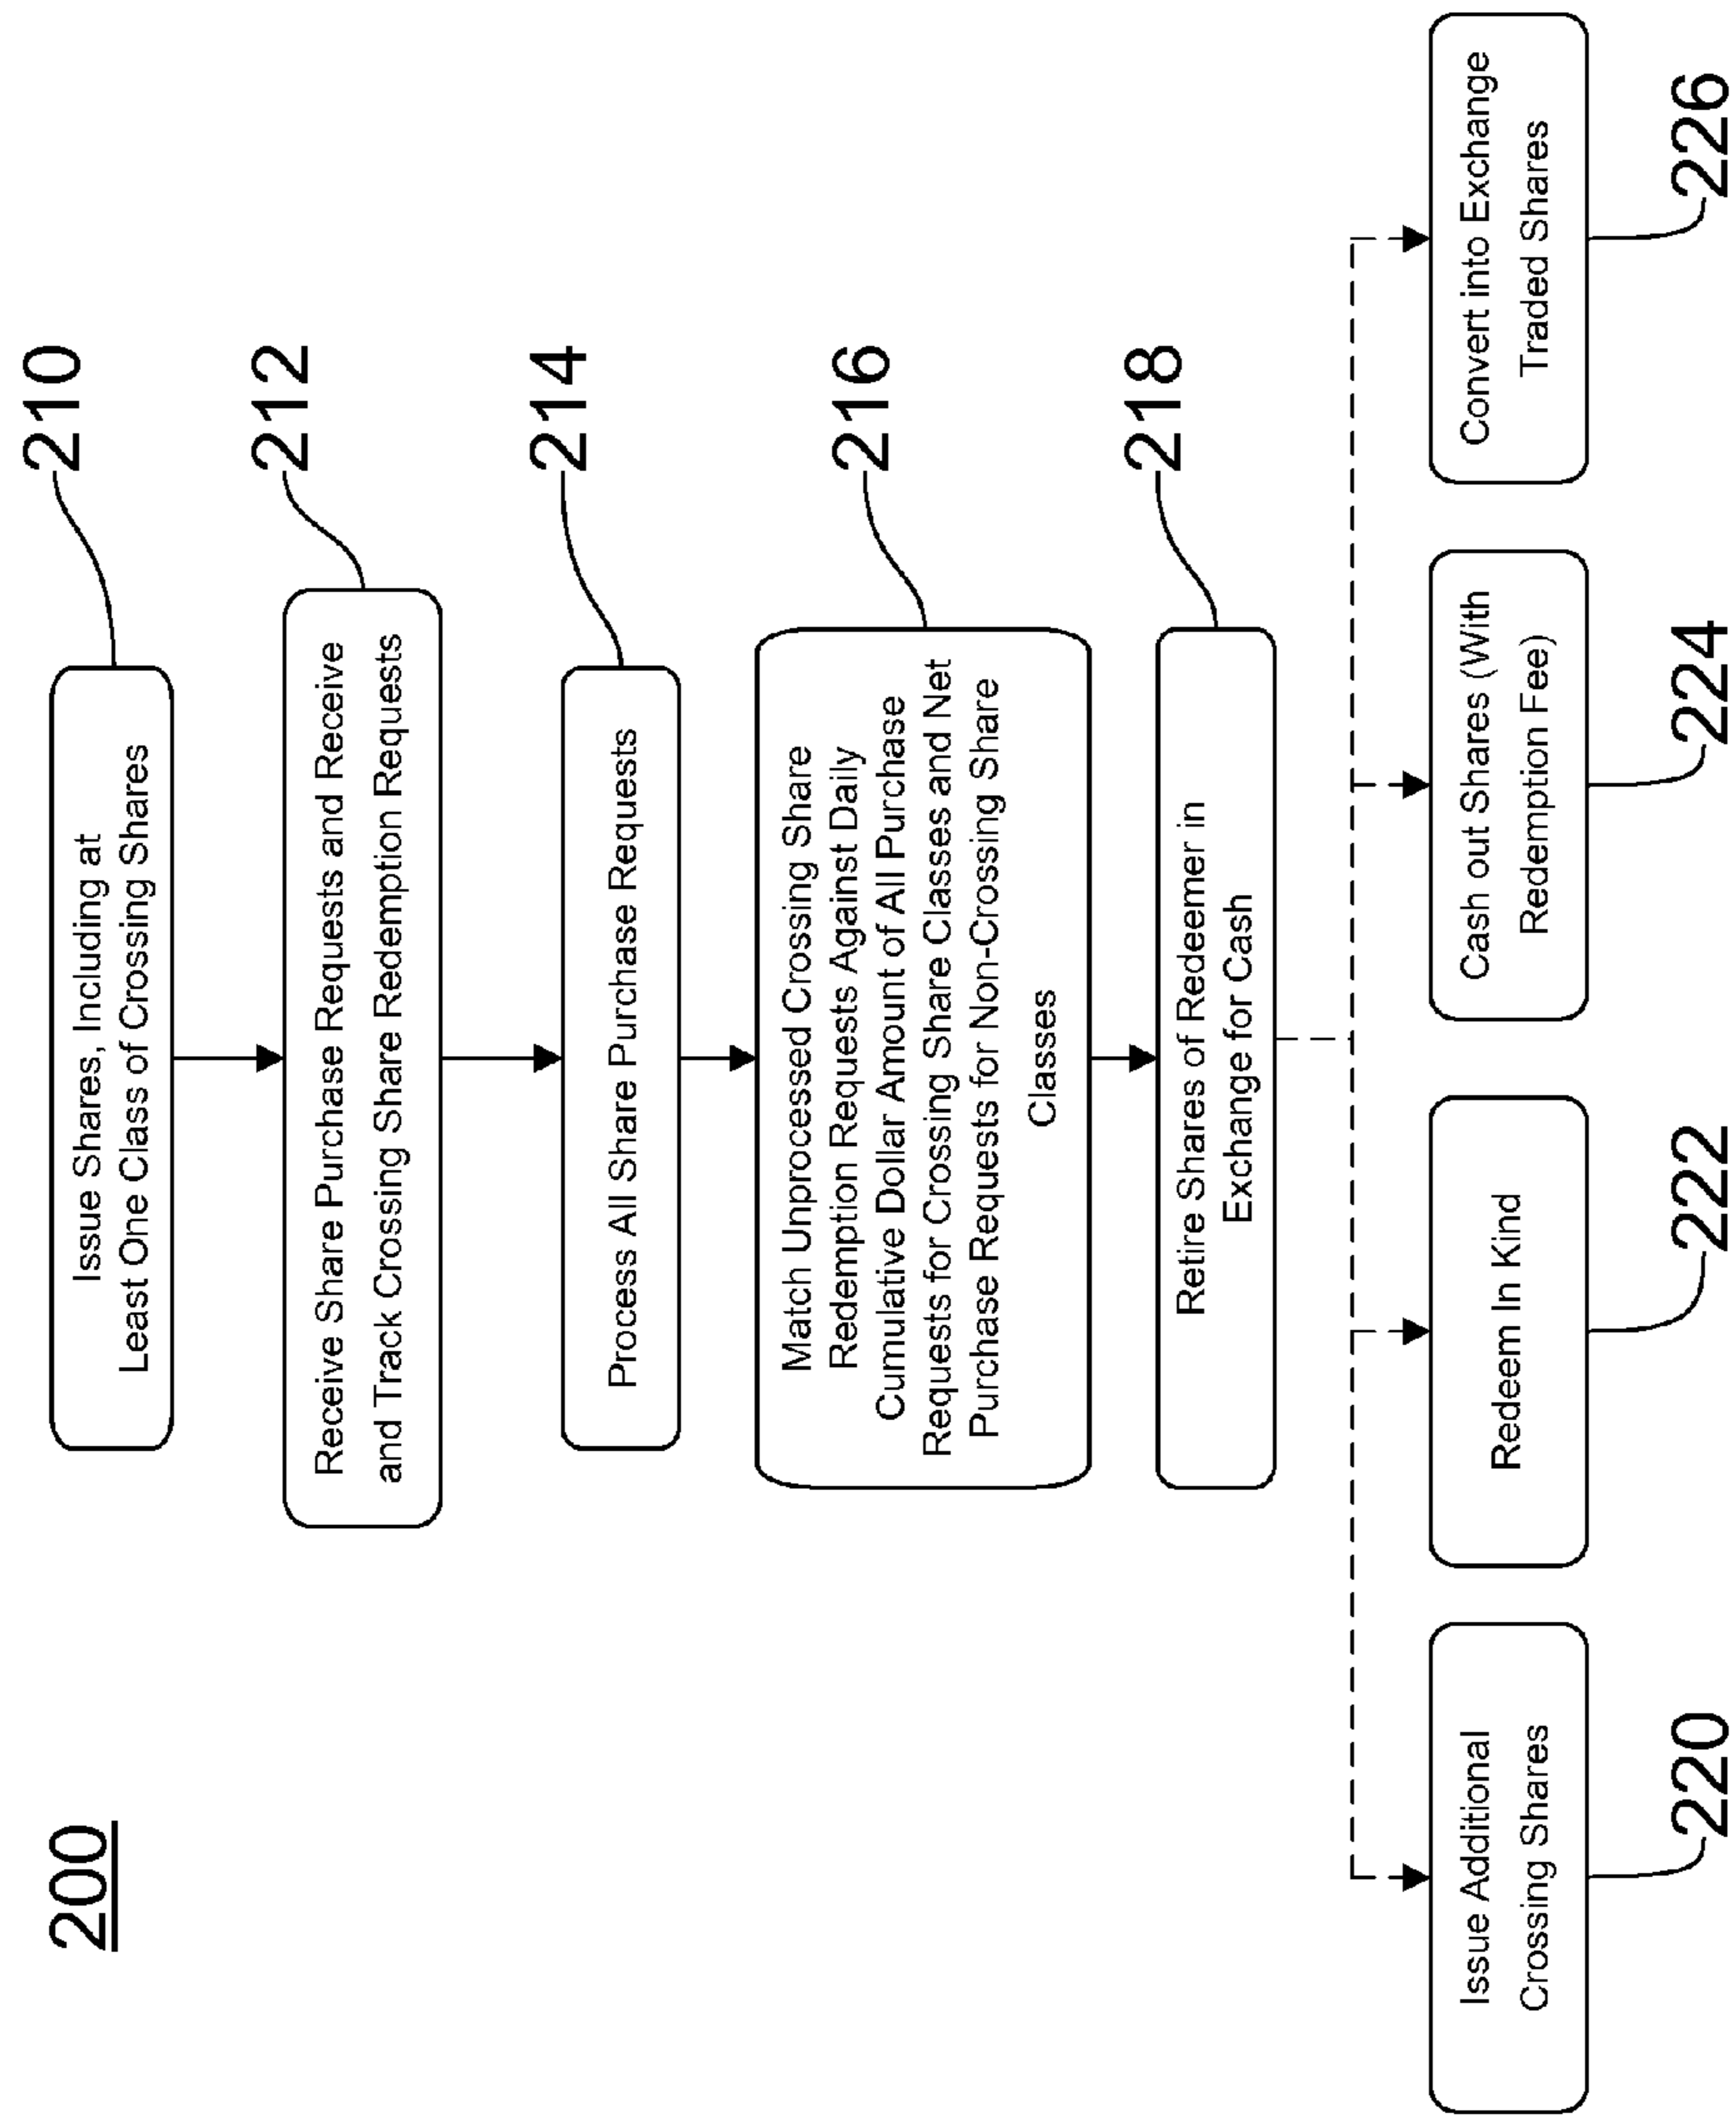 200
210
Issue Shares, Including at
Least One Class of Crossing Shares
212
Receive Share Purchase Requests and Receive
and Track Crossing Share Redemption Requests
214
Process All Share Purchase Requests
216
Match Unprocessed Crossing Share
Redemption Requests Against Daily
Cumulative Dollar Amount of All Purchase
Requests for Crossing Share Classes and Net
Purchase Requests for Non-Crossing Share
Classes
218
Retire Shares of Redeemer in
Exchange for Cash
Issue Additional
Crossing Shares
220
Redeem In Kind
222
Cash out Shares (With
Redemption Fee)
224
Convert into Exchange
Traded Shares
226